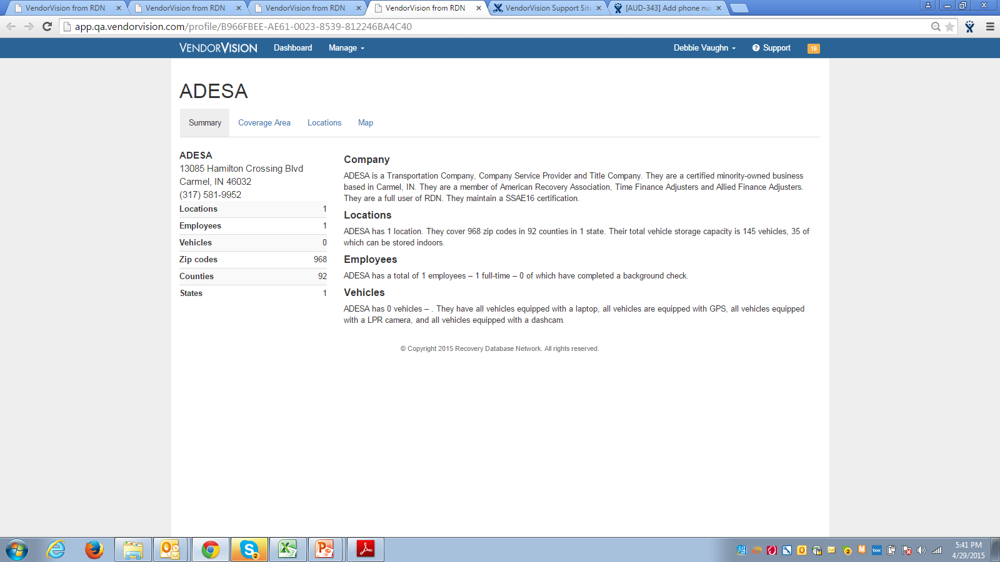 VendorVision from RDN
VendorVision from RDN
VendorVision from RDN
VendorVision from RDN
VendorVision Support Site
[AUD-343] Add phone nu
app.qa.vendorvision.com/profile/B966FBEE-AE61-0023-8539-812246BA4C40
VENDORVISION Dashboard Manage Debbie Vaughn Support 18
ADESA
Summary Coverage Area Locations Map
ADESA
13085 Hamilton Crossing Blvd
Carmel, IN 46032
(317) 581-9952
Locations 1
Employees 1
Vehicles 0
Zip codes 968
Counties 92
States 1
Company
ADESA is a Transportation Company, Company Service Provider and Title Company. They are a certified minority-owned business
based in Carmel, IN. They are a member of American Recovery Association, Time Finance Adjusters and Allied Finance Adjusters.
They are a full user of RDN. They maintain a SSAE16 certification.
Locations
ADESA has 1 location. They cover 968 zip codes in 92 counties in 1 state. Their total vehicle storage capacity is 145 vehicles, 35 of
which can be stored indoors.
Employees
ADESA has a total of 1 employees – 1 full-time – 0 of which have completed a background check.
Vehicles
ADESA has 0 vehicles – . They have all vehicles equipped with a laptop, all vehicles are equipped with GPS, all vehicles equipped
with a LPR camera, and all vehicles equipped with a dashcam.
© Copyright 2015 Recovery Database Network. All rights reserved.
5:41 PM
4/29/2015